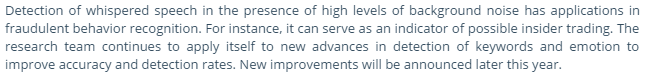 Detection of whispered speech in the presence of high levels of background noise has applications in
fraudulent behavior recognition. For instance, it can serve as an indicator of possible insider trading. The
research team continues to apply itself to new advances in detection of keywords and emotion to
improve accuracy and detection rates. New improvements will be announced later this year.